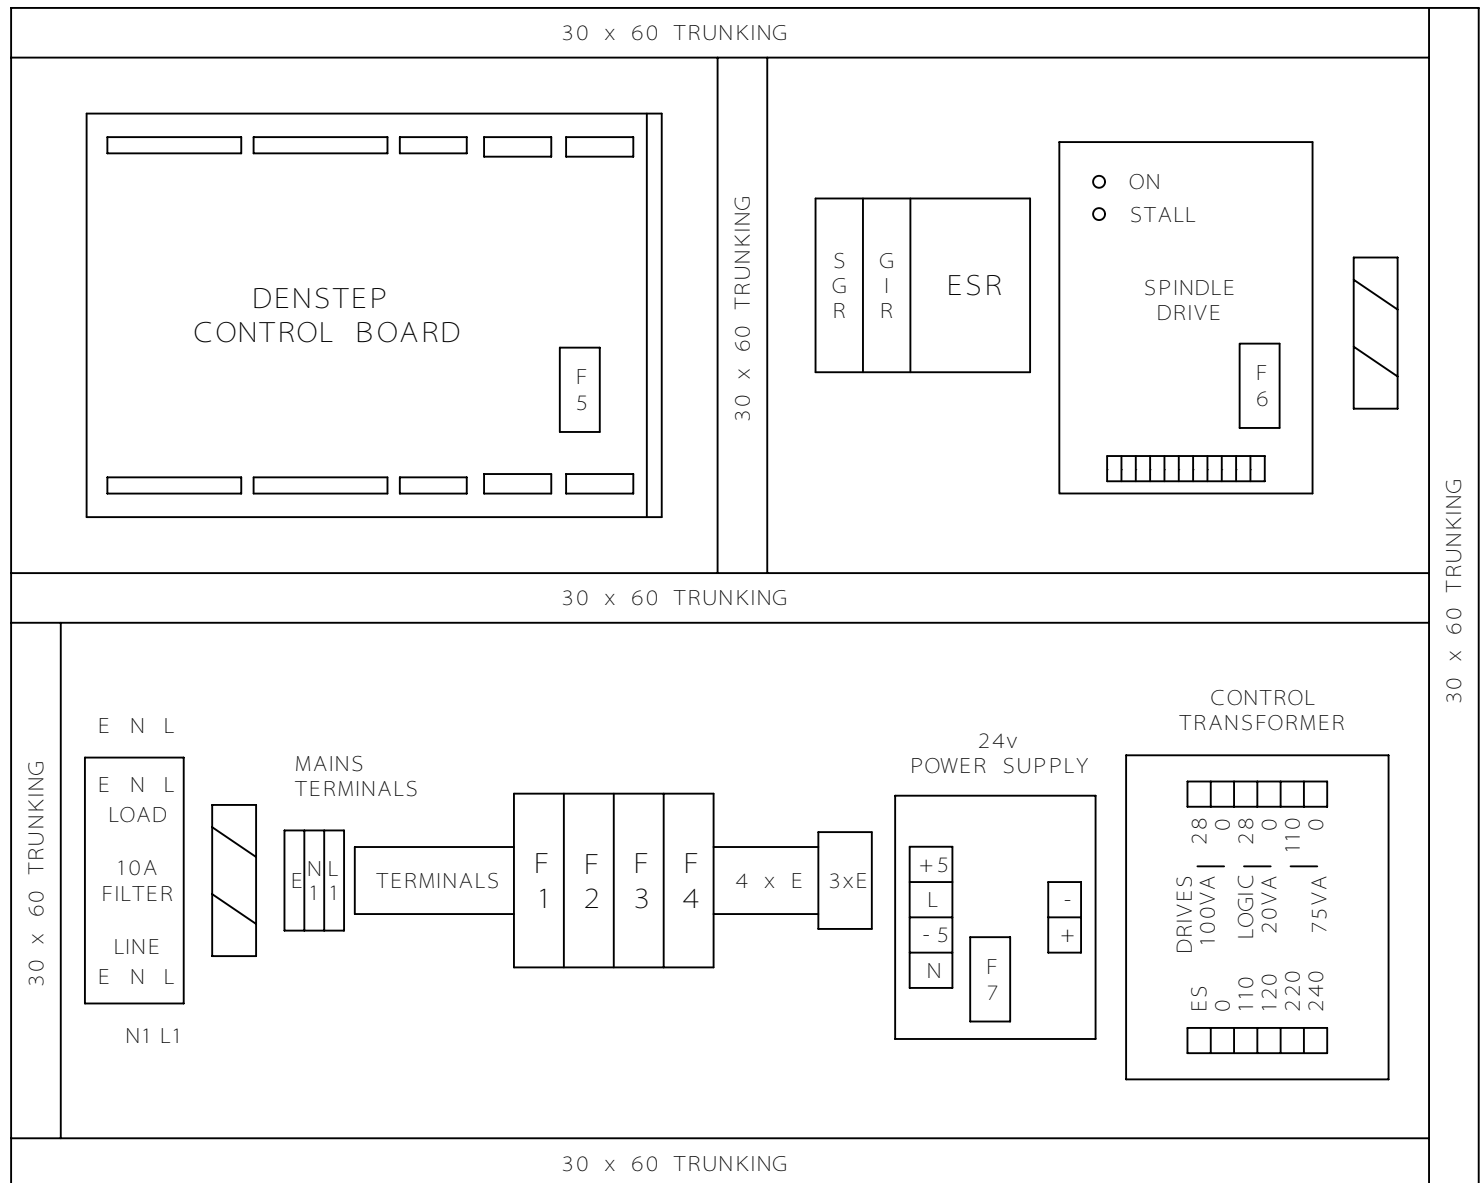 30 x 60 TRUNKING
DENSTEP
CONTROL BOARD
F
5
30 x 60 TRUNKING
S
G
R
G
I
R
ESR
ON
STALL
SPINDLE
DRIVE
F
6
30 x 60 TRUNKING
30 x 60 TRUNKING
30 x 60 TRUNKING
E N L
E N L
LOAD
10A
FILTER
LINE
E N L
N1 L1
MAINS
TERMINALS
E
N
1
L
1
TERMINALS
F
1
F
2
F
3
F
4
4 x E
3xE
24v
POWER SUPPLY
+5
L
-5
N
F
7
-
+
CONTROL
TRANSFORMER
28
0
28
0
110
0
DRIVES
100VA
LOGIC
20VA
75VA
ES
0
110
120
220
240
30 x 60 TRUNKING